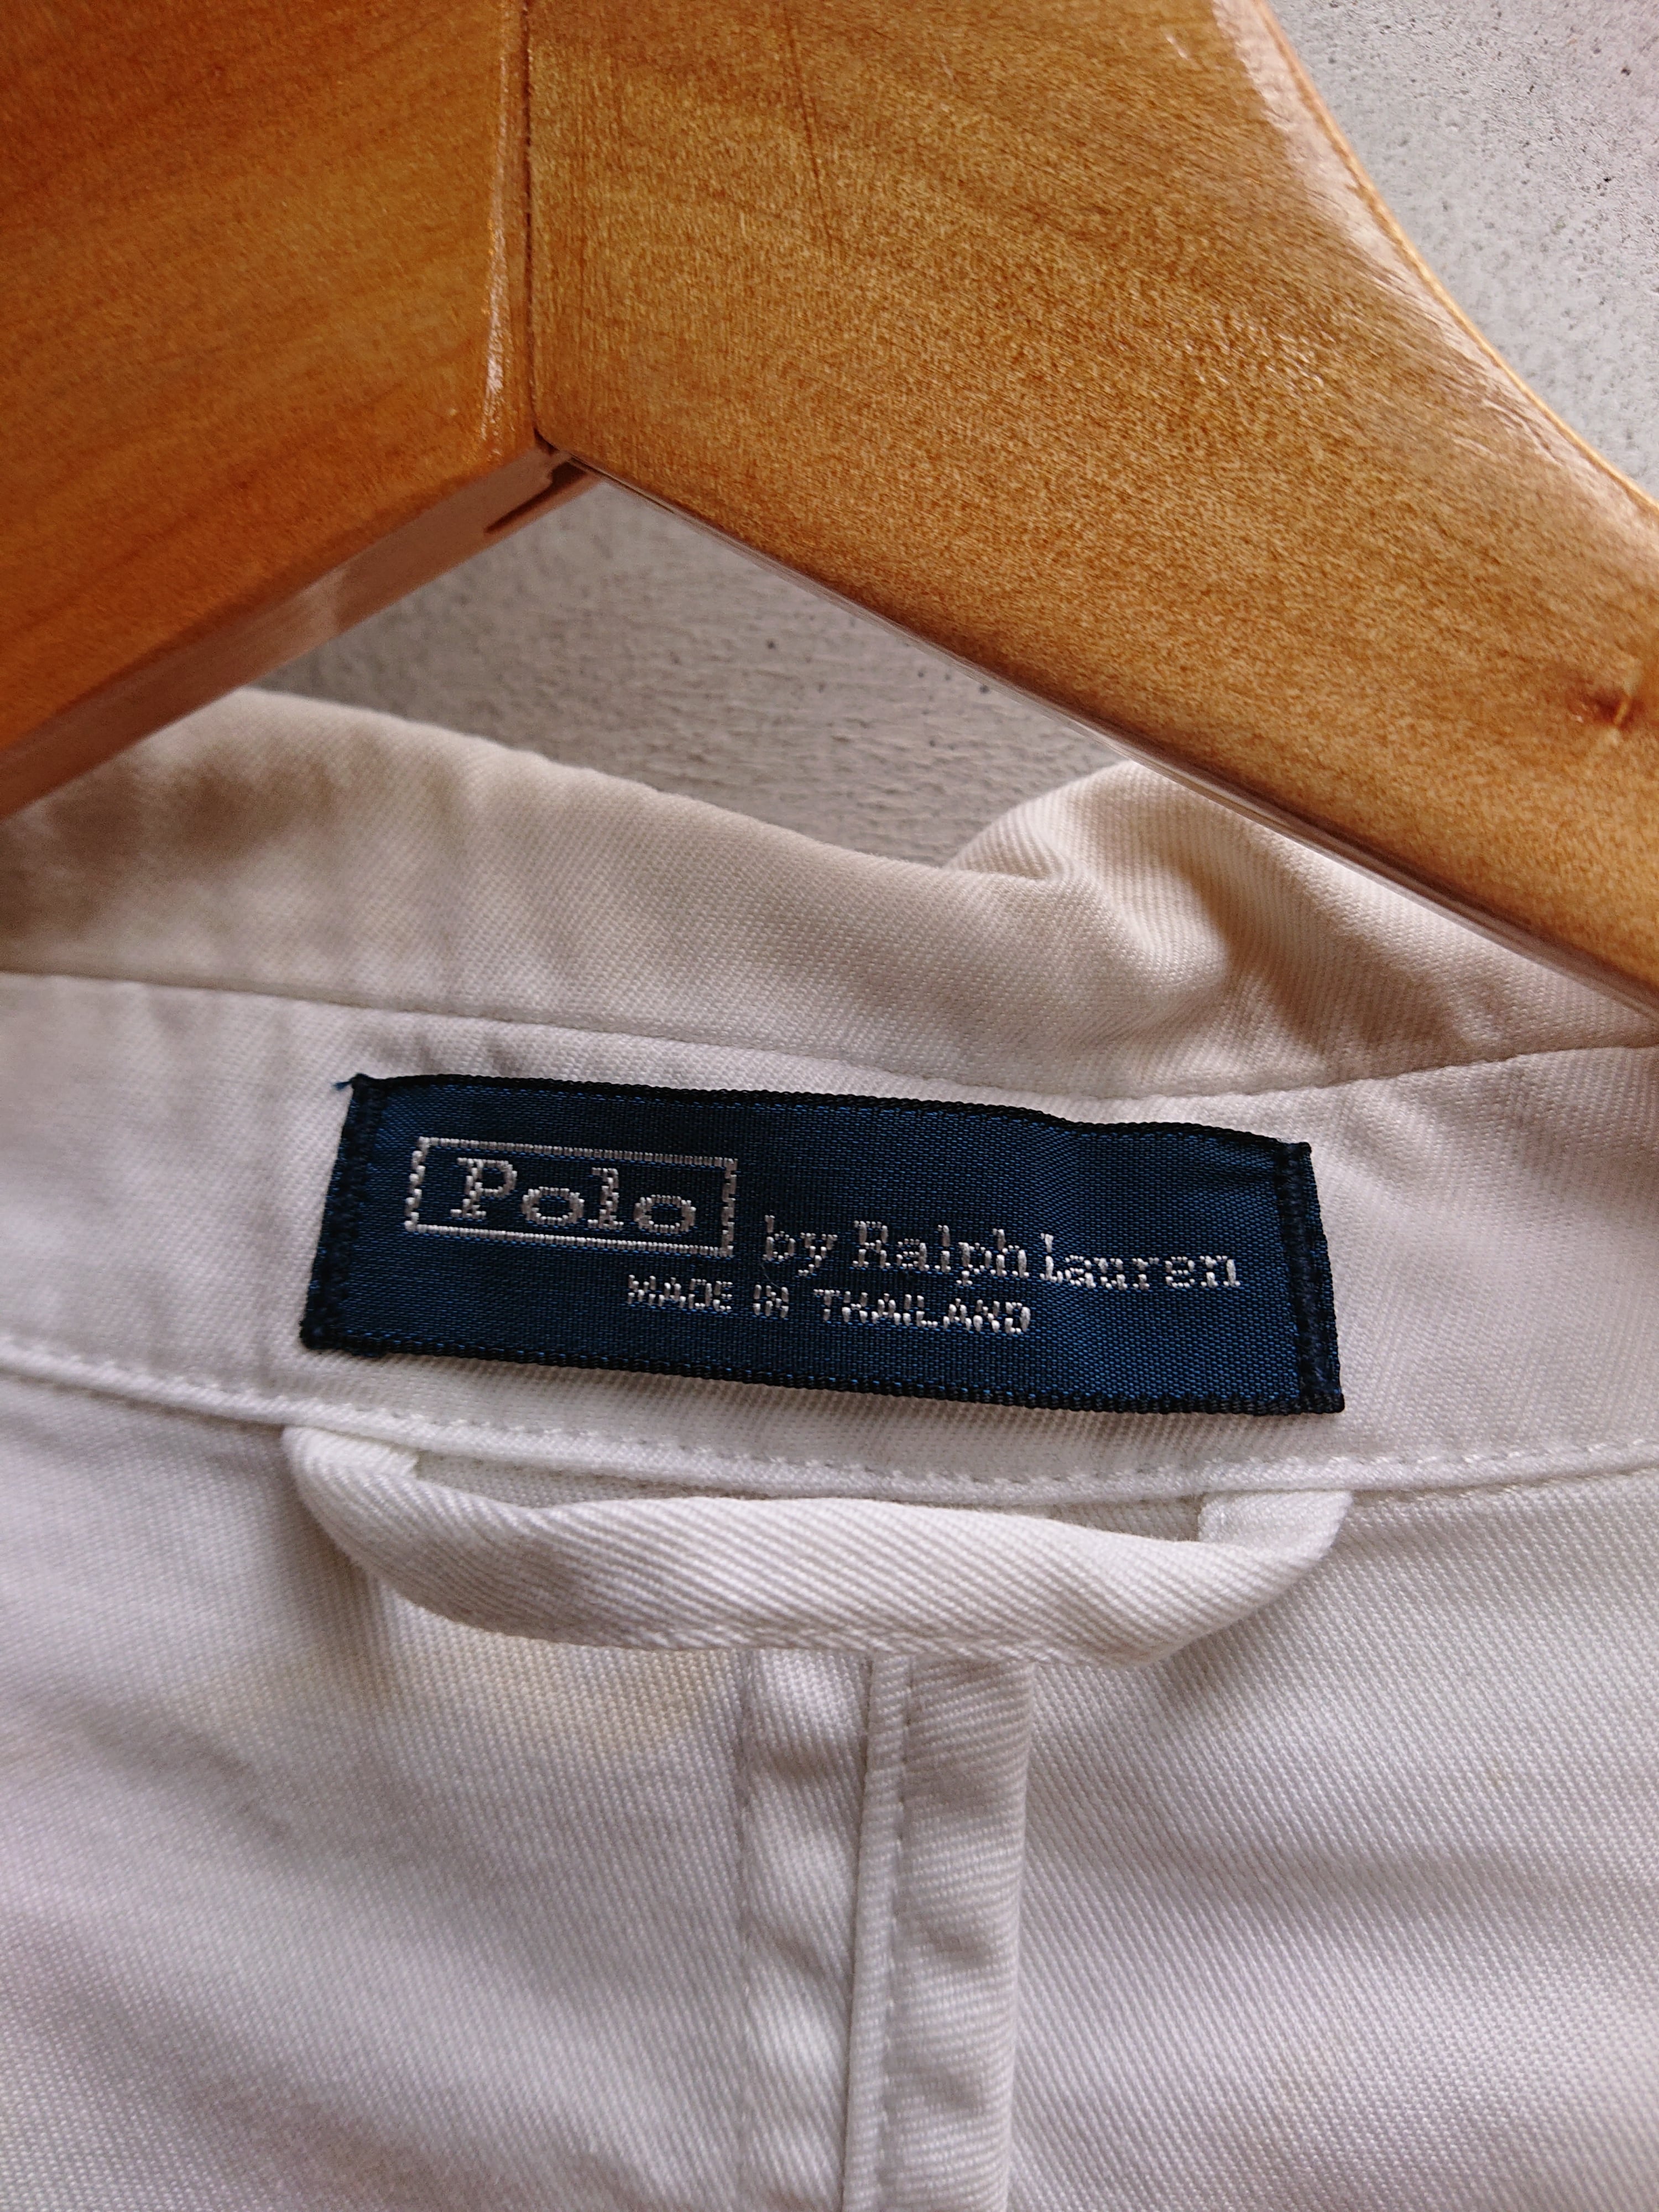 Polo by Ralph Lauren
MADE IN THAILAND